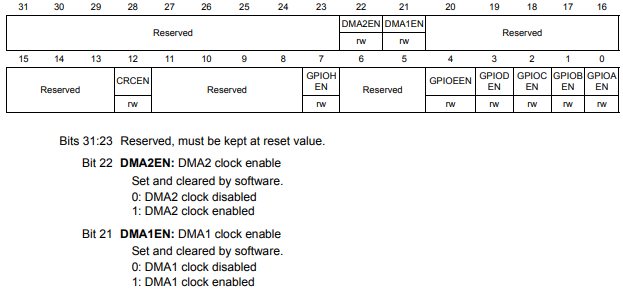 31 30 29 28 27 26 25 24 23 22 21 20 19 18 17 16
Reserved DMA2EN DMA1EN Reserved
rw rw
15 14 13 12 11 10 9 8 7 6 5 4 3 2 1 0
Reserved CRCEN Reserved GPIOH EN Reserved GPIOEEN GPIOD EN GPIOC EN GPIOB EN GPIOA EN
rw rw rw rw rw rw rw
Bits 31:23 Reserved, must be kept at reset value.
Bit 22 DMA2EN: DMA2 clock enable
Set and cleared by software.
0: DMA2 clock disabled
1: DMA2 clock enabled
Bit 21 DMA1EN: DMA1 clock enable
Set and cleared by software.
0: DMA1 clock disabled
1: DMA1 clock enabled